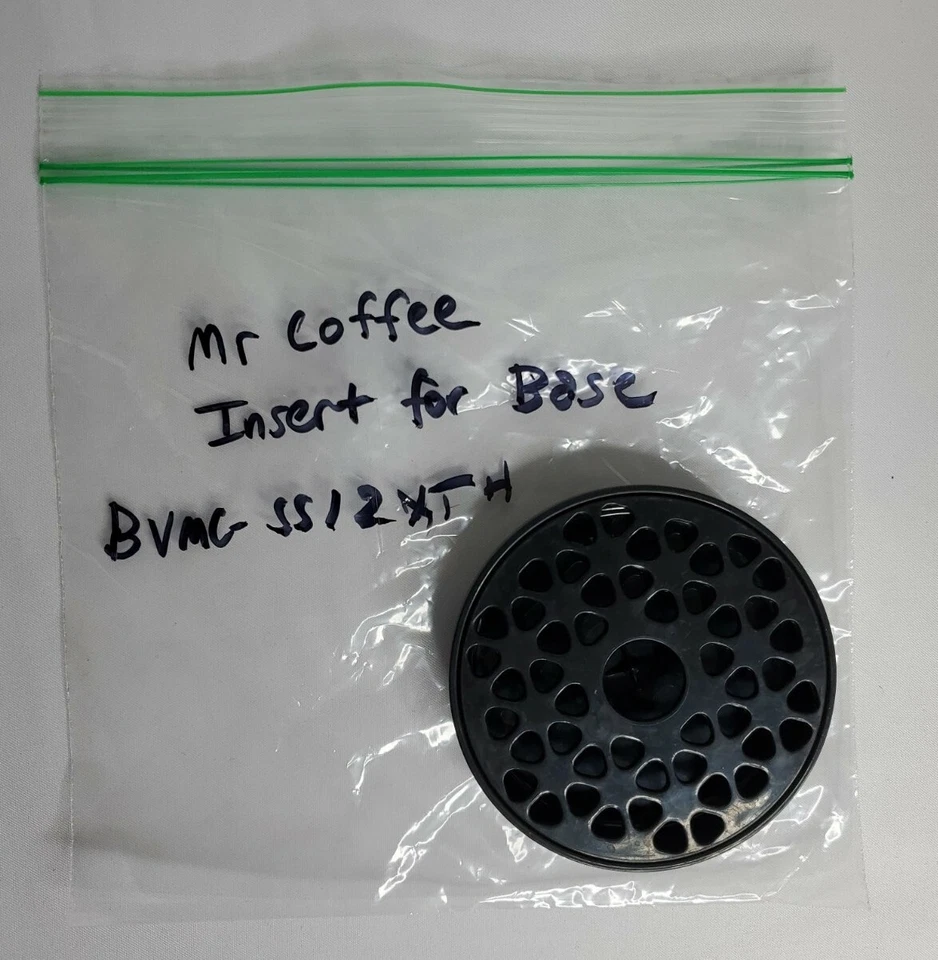 Mr Coffee
Insert for Base
BVMC SS12XTH